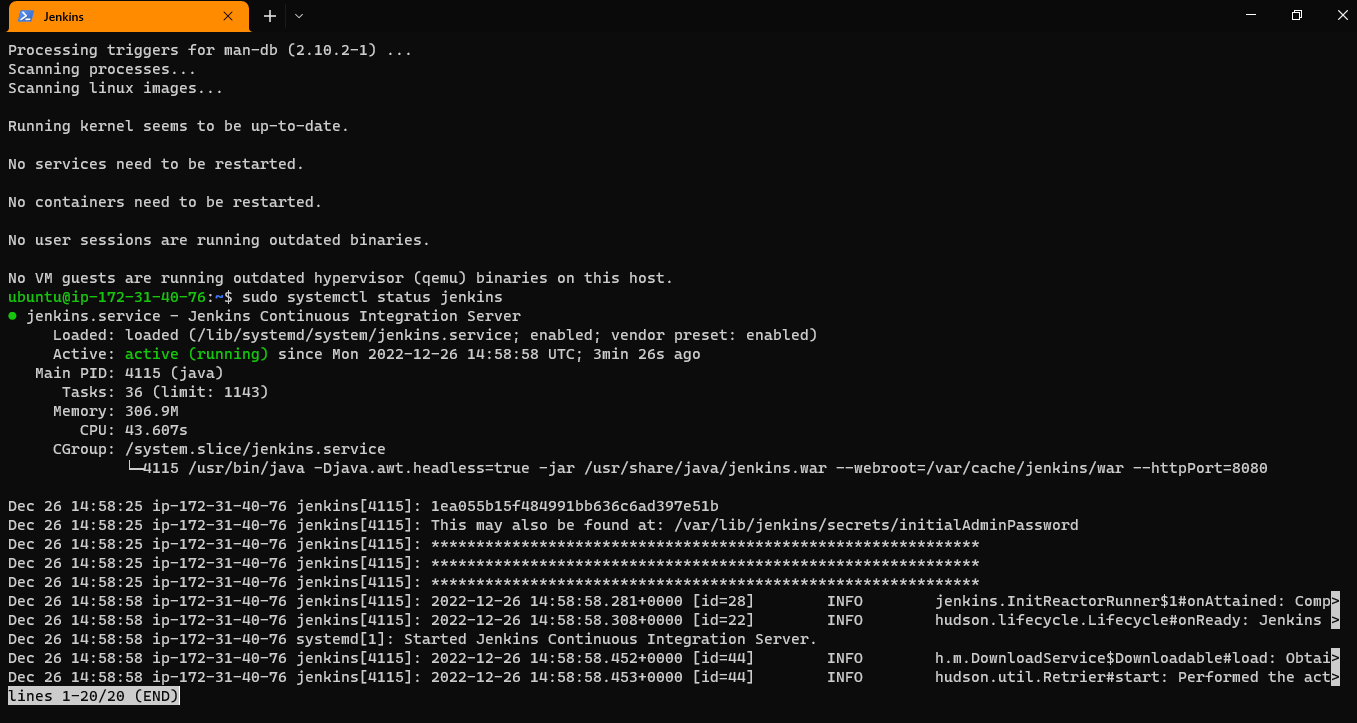 Jenkins
Processing triggers for man-db (2.10.2-1) ...
Scanning processes...
Scanning linux images...
Running kernel seems to be up-to-date.
No services need to be restarted.
No containers need to be restarted.
No user sessions are running outdated binaries.
No VM guests are running outdated hypervisor (qemu) binaries on this host.
ubuntu@ip-172-31-40-76:~$ sudo systemctl status jenkins
● jenkins.service - Jenkins Continuous Integration Server
Loaded: loaded (/lib/systemd/system/jenkins.service; enabled; vendor preset: enabled)
Active: active (running) since Mon 2022-12-26 14:58:58 UTC; 3min 26s ago
Main PID: 4115 (java)
Tasks: 36 (limit: 1143)
Memory: 306.9M
CPU: 43.607s
CGroup: /system.slice/jenkins.service
└─4115 /usr/bin/java -Djava.awt.headless=true -jar /usr/share/java/jenkins.war --webroot=/var/cache/jenkins/war --httpPort=8080
Dec 26 14:58:25 ip-172-31-40-76 jenkins[4115]: 1ea055b15f484991bb636c6ad397e51b
Dec 26 14:58:25 ip-172-31-40-76 jenkins[4115]: This may also be found at: /var/lib/jenkins/secrets/initialAdminPassword
Dec 26 14:58:25 ip-172-31-40-76 jenkins[4115]: *************************************************************
Dec 26 14:58:25 ip-172-31-40-76 jenkins[4115]: *************************************************************
Dec 26 14:58:25 ip-172-31-40-76 jenkins[4115]: *************************************************************
Dec 26 14:58:58 ip-172-31-40-76 jenkins[4115]: 2022-12-26 14:58:58.281+0000 [id=28] INFO jenkins.InitReactorRunner$1#onAttained: Comp>
Dec 26 14:58:58 ip-172-31-40-76 jenkins[4115]: 2022-12-26 14:58:58.308+0000 [id=22] INFO hudson.lifecycle.Lifecycle#onReady: Jenkins >
Dec 26 14:58:58 ip-172-31-40-76 systemd[1]: Started Jenkins Continuous Integration Server.
Dec 26 14:58:58 ip-172-31-40-76 jenkins[4115]: 2022-12-26 14:58:58.452+0000 [id=44] INFO h.m.DownloadService$Downloadable#load: Obtai>
Dec 26 14:58:58 ip-172-31-40-76 jenkins[4115]: 2022-12-26 14:58:58.453+0000 [id=44] INFO hudson.util.Retrier#start: Performed the act>
lines 1-20/20 (END)